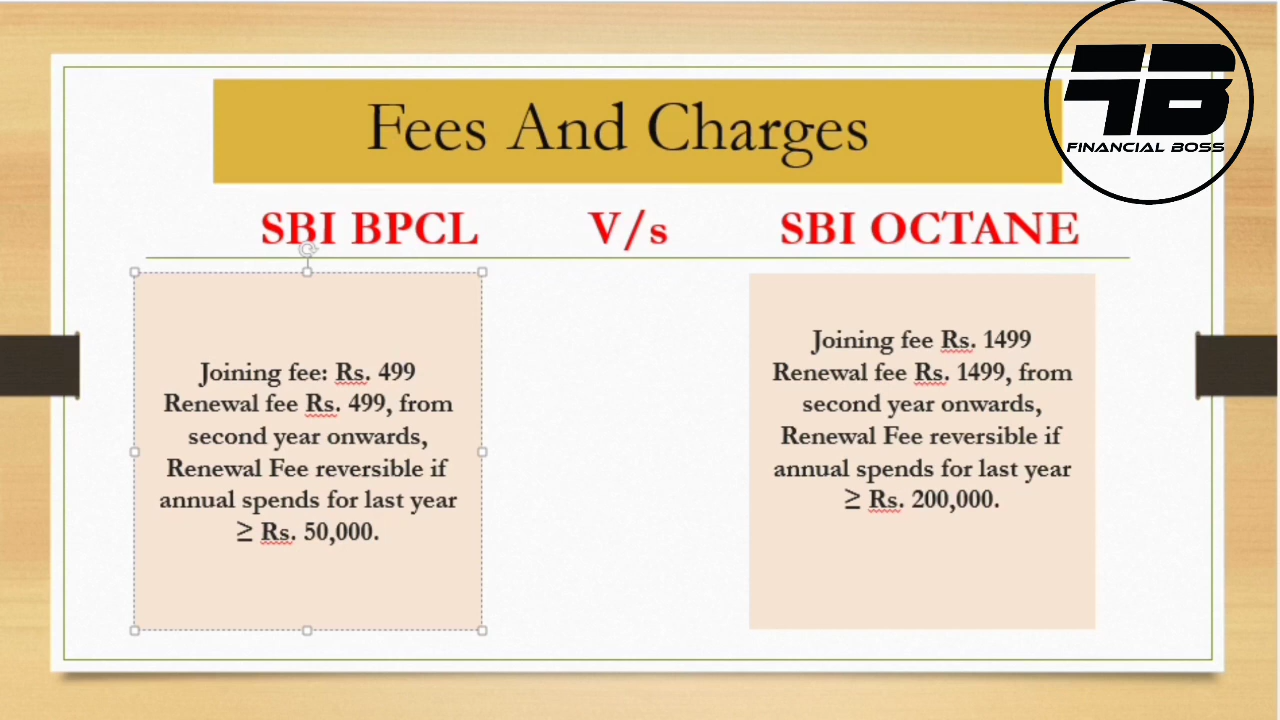 Fees And Charges
FINANCIAL BOSS
SBI BPCL V/s SBI OCTANE
Joining fee: Rs. 499
Renewal fee Rs. 499, from
second year onwards,
Renewal Fee reversible if
annual spends for last year
≥ Rs. 50,000.
Joining fee Rs. 1499
Renewal fee Rs. 1499, from
second year onwards,
Renewal Fee reversible if
annual spends for last year
≥ Rs. 200,000.